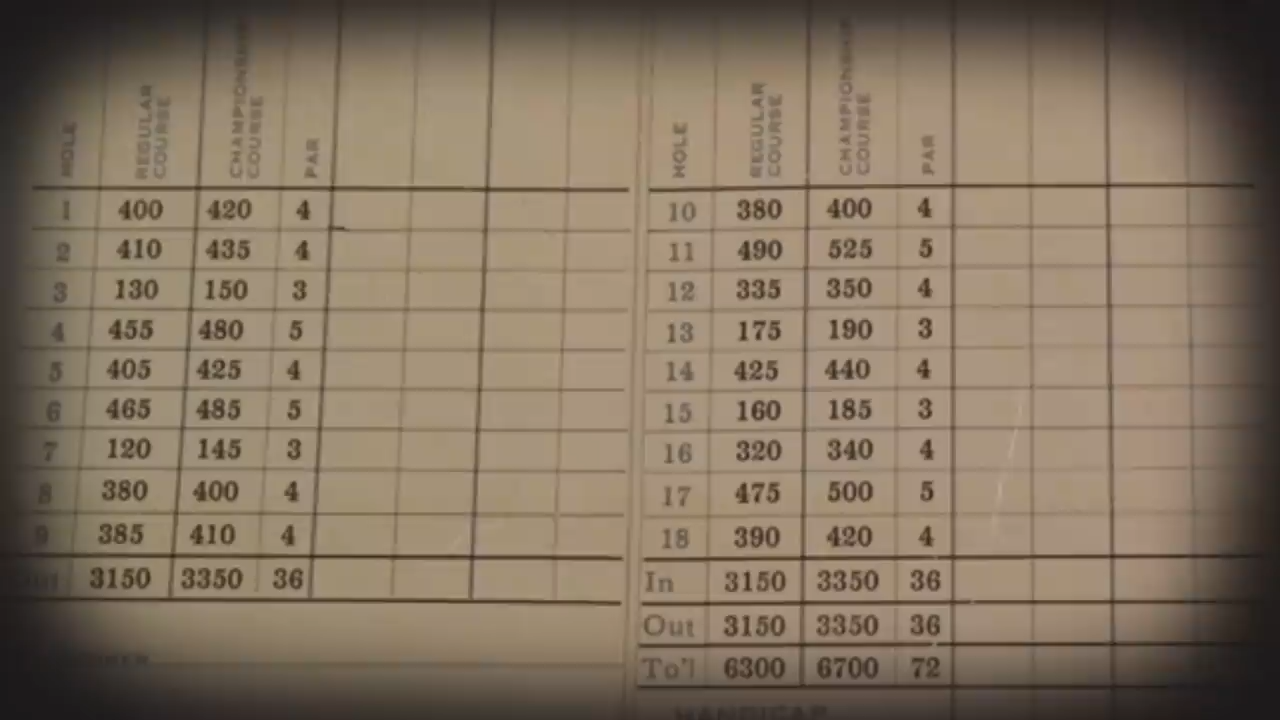 HOLE REGULAR COURSE CHAMPIONSHIP COURSE PAR
1 400 420 4
2 410 435 4
3 130 150 3
4 455 480 5
5 405 425 4
6 465 485 5
7 120 145 3
8 380 400 4
9 385 410 4
Out 3150 3350 36
HOLE REGULAR COURSE CHAMPIONSHIP COURSE PAR
10 380 400 4
11 490 525 5
12 335 350 4
13 175 190 3
14 425 440 4
15 160 185 3
16 320 340 4
17 475 500 5
18 390 420 4
In 3150 3350 36
Out 3150 3350 36
To'l 6300 6700 72
HANDICAP